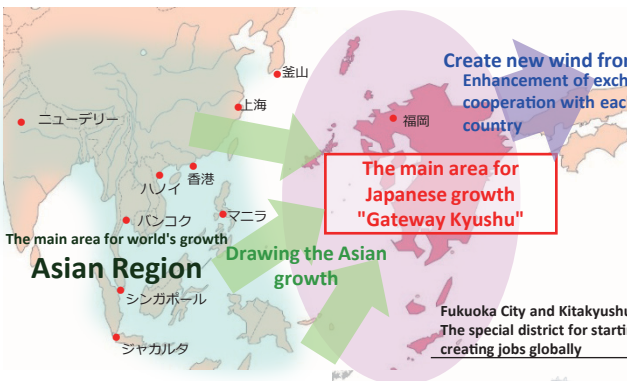 Create new wind from
Enhancement of exch
cooperation with each
country
釜山
上海
ニューデリー
福岡
香港
ハノイ
The main area for
Japanese growth
"Gateway Kyushu"
マニラ
バンコク
The main area for world's growth
Asian Region
Drawing the Asian
growth
シンガポール
ジャカルタ
Fukuoka City and Kitakyushu
The special district for starti
creating jobs globally